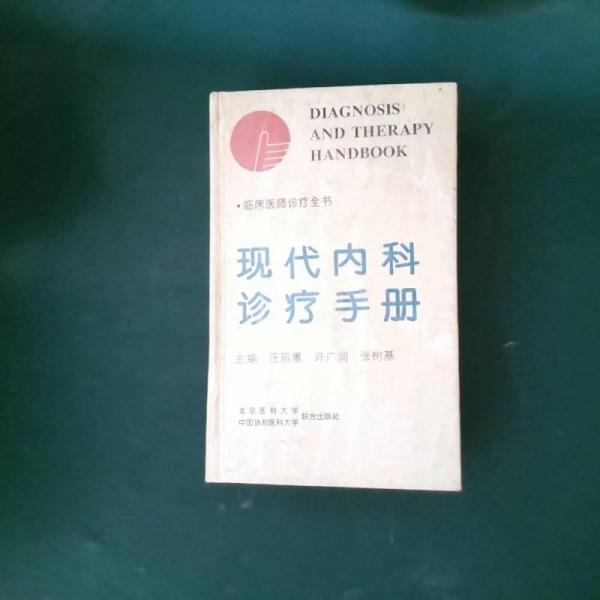 DIAGNOSIS
AND THERAPY
HANDBOOK
·临床医师诊疗全书
现代内科
诊疗手册
主编 汪丽蕙 许广润 张树基
北京医科大学
中国协和医科大学 联合出版社